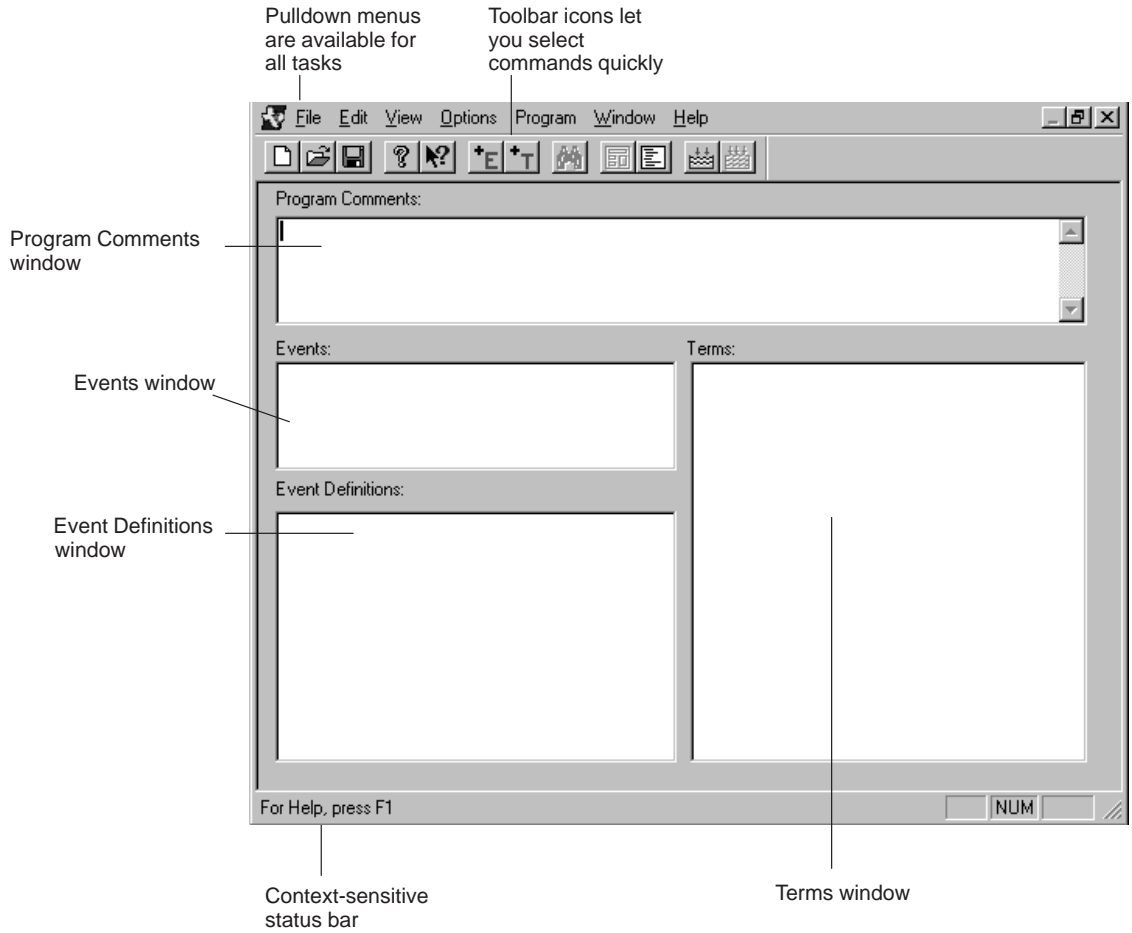 Pulldown menus
are available for
all tasks
Toolbar icons let
you select
commands quickly
File Edit View Options Program Window Help
+E +T
Program Comments:
Program Comments
window
Events:
Terms:
Events window
Event Definitions:
Event Definitions
window
For Help, press F1
NUM
Context-sensitive
status bar
Terms window